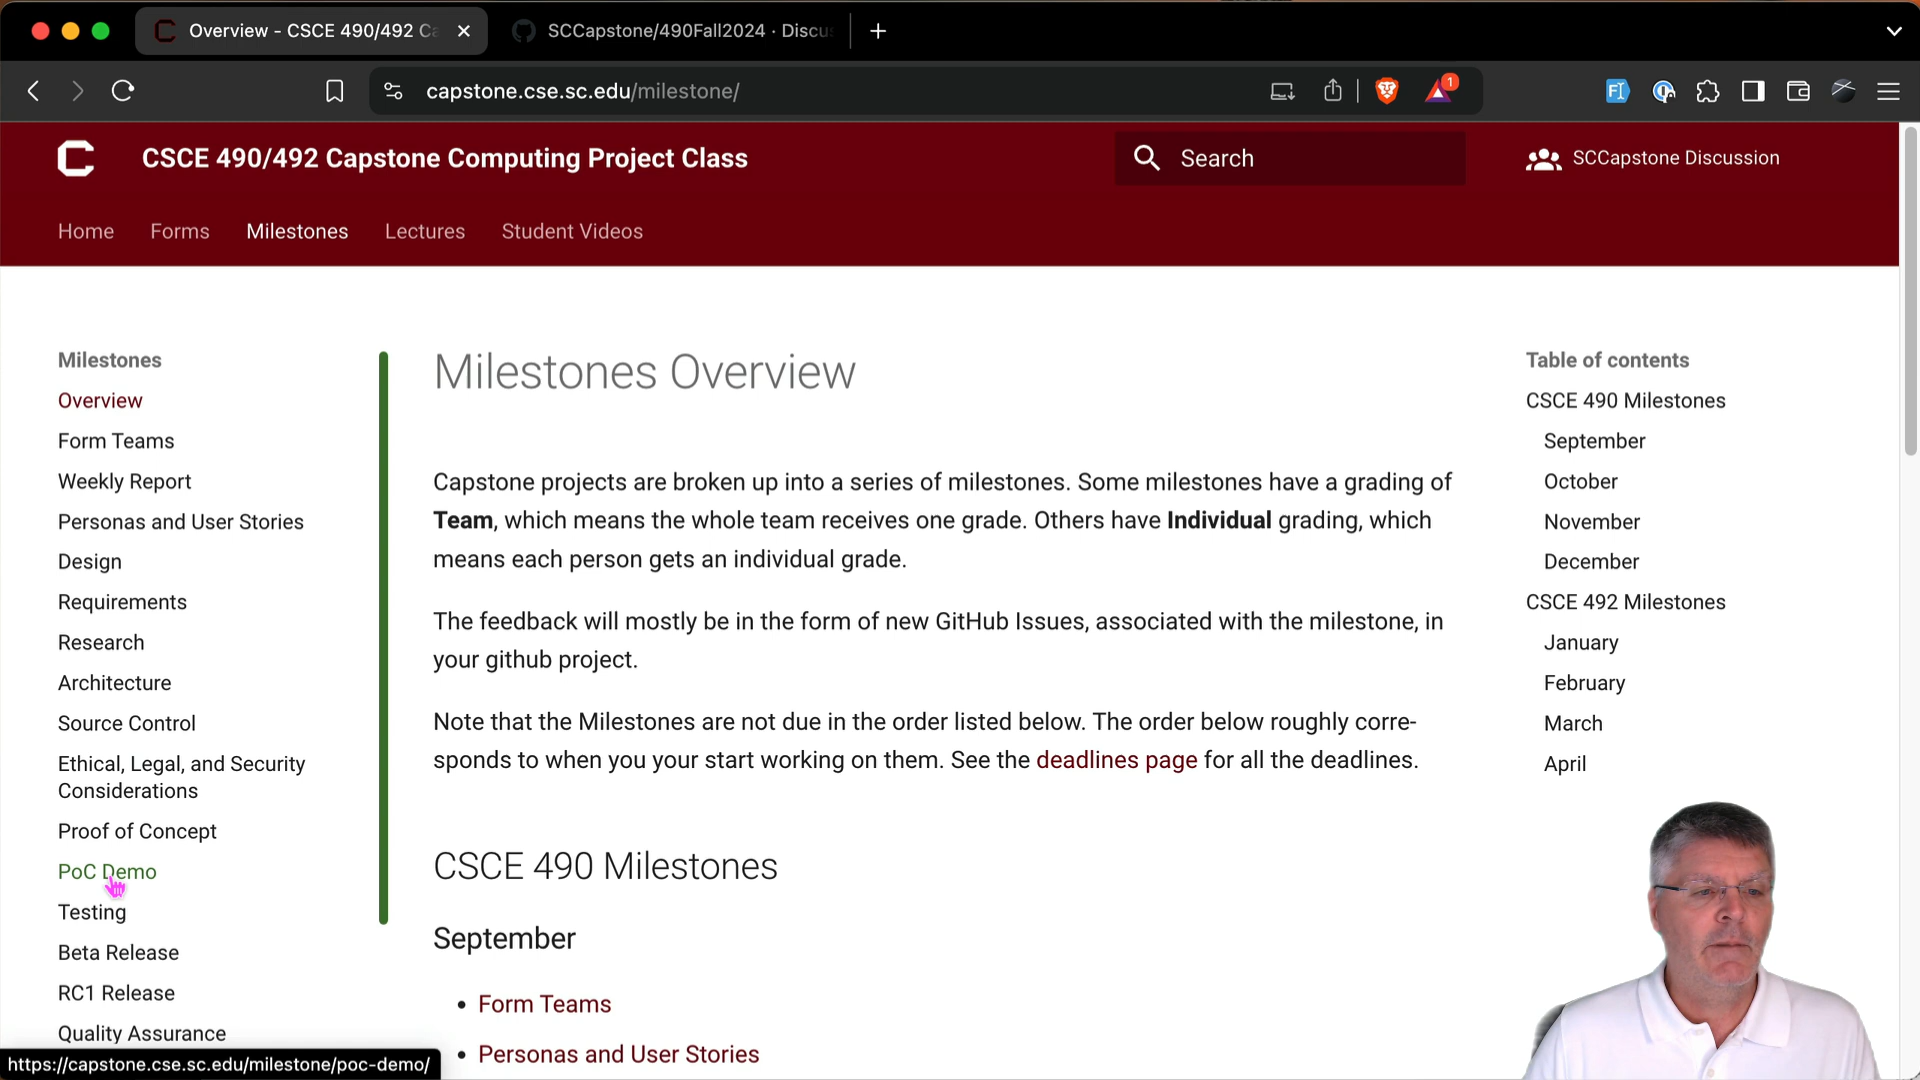 Overview - CSCE 490/492 Ca
SCCapstone/490Fall2024 · Discus
capstone.cse.sc.edu/milestone/
1
CSCE 490/492 Capstone Computing Project Class
Search
SCCapstone Discussion
Home
Forms
Milestones
Lectures
Student Videos
Milestones
Overview
Form Teams
Weekly Report
Personas and User Stories
Design
Requirements
Research
Architecture
Source Control
Ethical, Legal, and Security
Considerations
Proof of Concept
PoC Demo
Testing
Beta Release
RC1 Release
Quality Assurance
https://capstone.cse.sc.edu/milestone/poc-demo/
Milestones Overview
Capstone projects are broken up into a series of milestones. Some milestones have a grading of
Team, which means the whole team receives one grade. Others have Individual grading, which
means each person gets an individual grade.
The feedback will mostly be in the form of new GitHub Issues, associated with the milestone, in
your github project.
Note that the Milestones are not due in the order listed below. The order below roughly corre-
sponds to when you your start working on them. See the deadlines page for all the deadlines.
CSCE 490 Milestones
September
• Form Teams
• Personas and User Stories
Table of contents
CSCE 490 Milestones
September
October
November
December
CSCE 492 Milestones
January
February
March
April